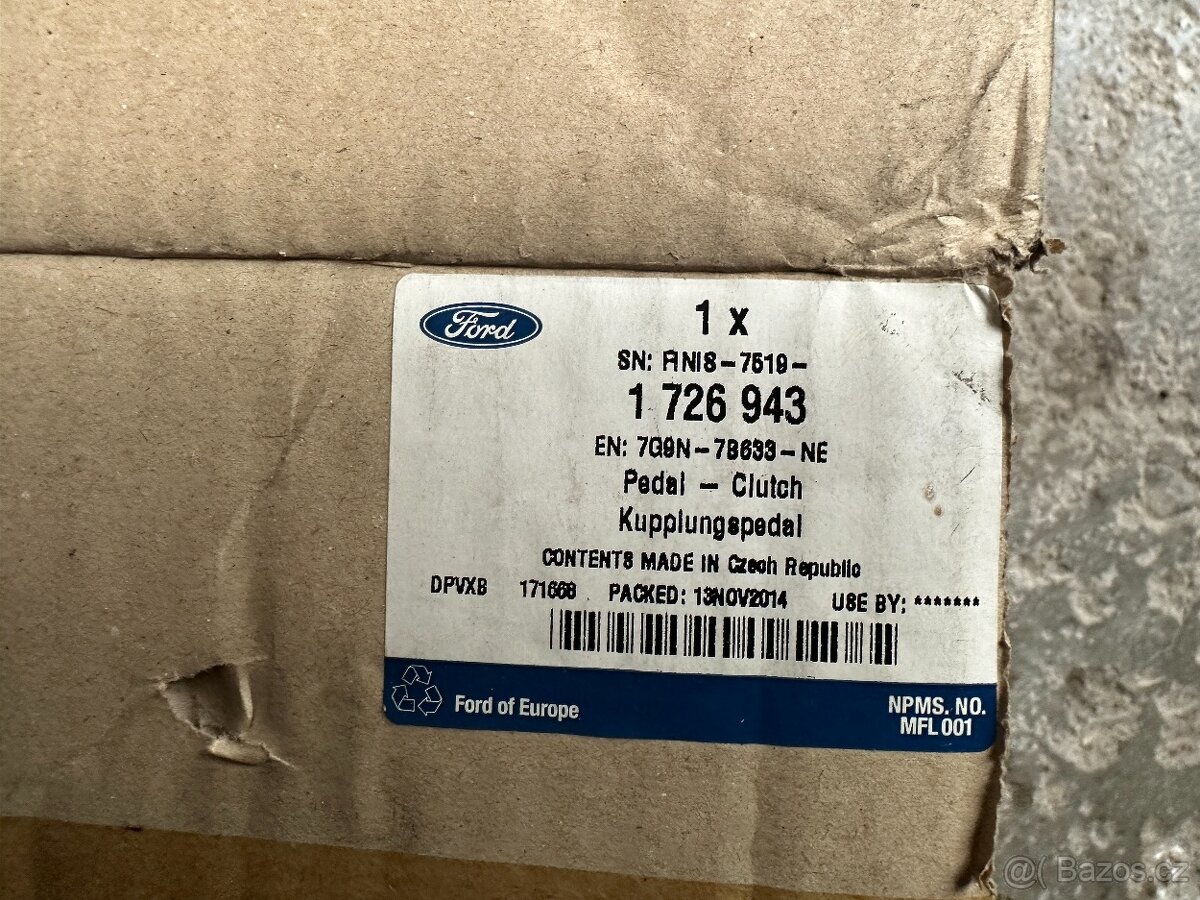 Ford
1 x
SN: FINIS-7519-
1 726 943
EN: 7G9N-7B633-NE
Pedal - Clutch
Kupplungspedal
CONTENTS MADE IN Czech Republic
DPVXB 171668 PACKED: 13NOV2014 USE BY: *******
Ford of Europe
NPMS. NO.
MFL 001
@( Bazos.cz